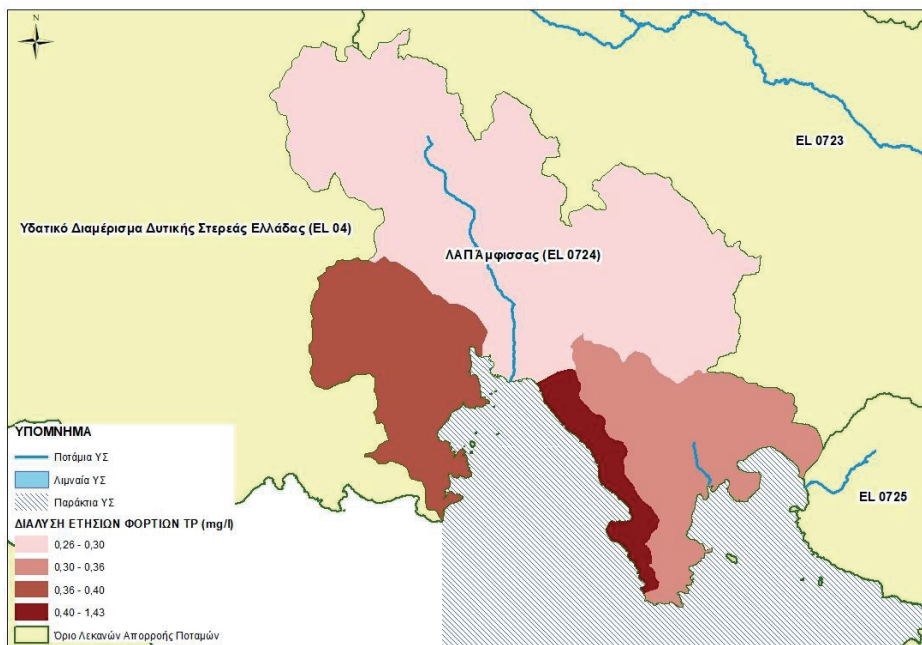 N
EL 0723
Υδατικό Διαμέρισμα Δυτικής Στερεάς Ελλάδας (EL 04)
ΛΑΠ Άμφισσας (EL 0724)
EL 0725
ΥΠΟΜΝΗΜΑ
Ποτάμια ΥΣ
Λιμναία ΥΣ
Παράκτια ΥΣ
ΔΙΑΛΥΣΗ ΕΤΗΣΙΩΝ ΦΟΡΤΙΩΝ TP (mg/l)
0,26 - 0,30
0,30 - 0,36
0,36 - 0,40
0,40 - 1,43
Όριο Λεκανών Απορροής Ποταμών